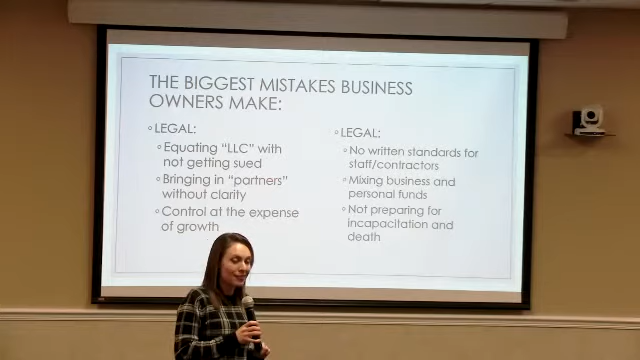 THE BIGGEST MISTAKES BUSINESS
OWNERS MAKE:
LEGAL:
Equating “LLC” with
not getting sued
Bringing in “partners”
without clarity
Control at the expense
of growth
LEGAL:
No written standards for
staff/contractors
Mixing business and
personal funds
Not preparing for
incapacitation and
death